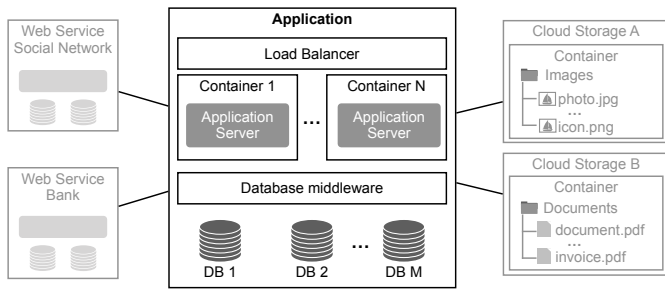 Web Service
Social Network
Web Service
Bank
Application
Load Balancer
Container 1
Application
Server
...
Container N
Application
Server
Database middleware
DB 1
DB 2
...
DB M
Cloud Storage A
Container
Images
photo.jpg
...
icon.png
Cloud Storage B
Container
Documents
document.pdf
...
invoice.pdf